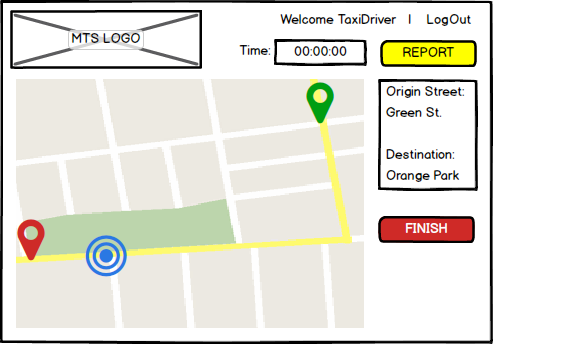 MTS LOGO
Welcome TaxiDriver | LogOut
Time: 00:00:00
REPORT
Origin Street:
Green St.
Destination:
Orange Park
FINISH